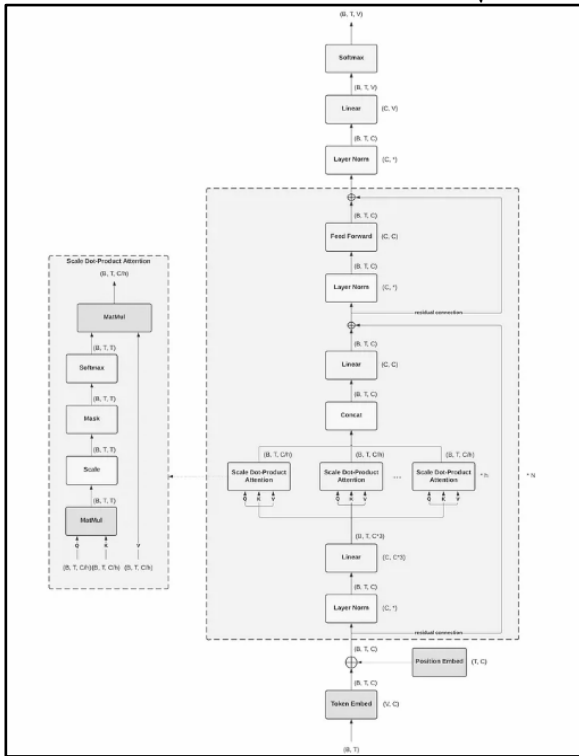 (B, T, V)
Softmax
(B, T, V)
Linear (C, V)
(B, T, C)
Layer Norm (C, *)
(B, T, C)
Feed Forward (C, C)
(B, T, C)
Layer Norm (C, *)
residual connection
(B, T, C)
Linear (C, C)
(B, T, C)
Concat
(B, T, C/h) (B, T, C/h) (B, T, C/h)
Scale Dot-Product Attention Scale Dot-Product Attention ... Scale Dot-Product Attention * h * N
Q K V Q K V Q K V
(B, T, C*3)
Linear (C, C*3)
(B, T, C)
Layer Norm (C, *)
residual connection
(B, T, C)
Position Embed (T, C)
(B, T, C)
Token Embed (V, C)
(B, T)
Scale Dot-Product Attention
(B, T, C/h)
MatMul
(B, T, T)
Softmax
(B, T, T)
Mask
(B, T, T)
Scale
(B, T, T)
MatMul
Q K V
(B, T, C/h) (B, T, C/h) (B, T, C/h)